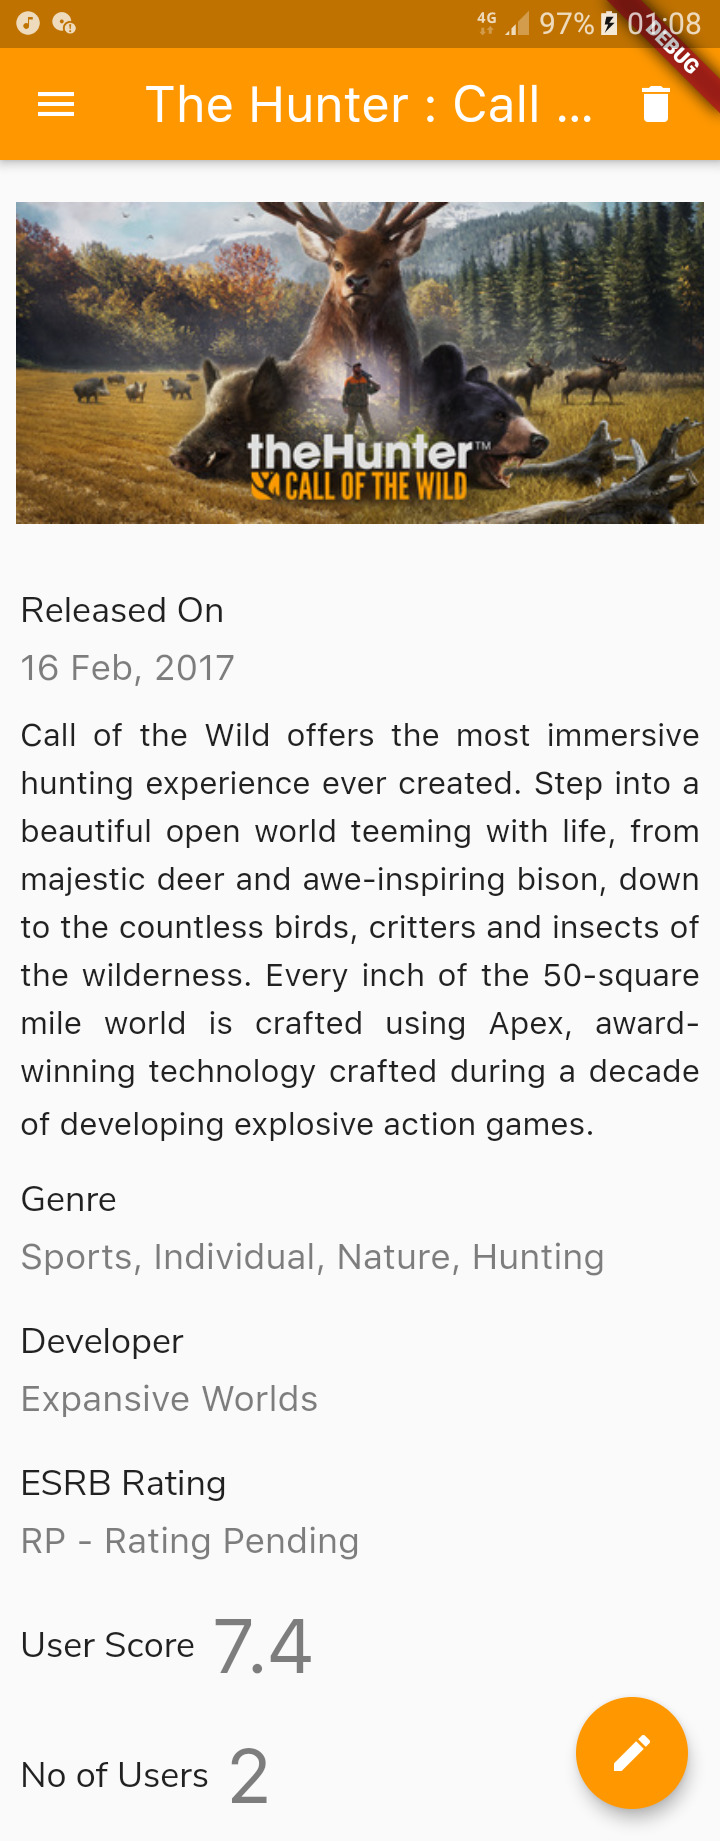 4G 97% 01:08
DEBUG
The Hunter : Call ...
theHunter™
CALL OF THE WILD
Released On
16 Feb, 2017
Call of the Wild offers the most immersive
hunting experience ever created. Step into a
beautiful open world teeming with life, from
majestic deer and awe-inspiring bison, down
to the countless birds, critters and insects of
the wilderness. Every inch of the 50-square
mile world is crafted using Apex, award-
winning technology crafted during a decade
of developing explosive action games.
Genre
Sports, Individual, Nature, Hunting
Developer
Expansive Worlds
ESRB Rating
RP - Rating Pending
User Score 7.4
No of Users 2